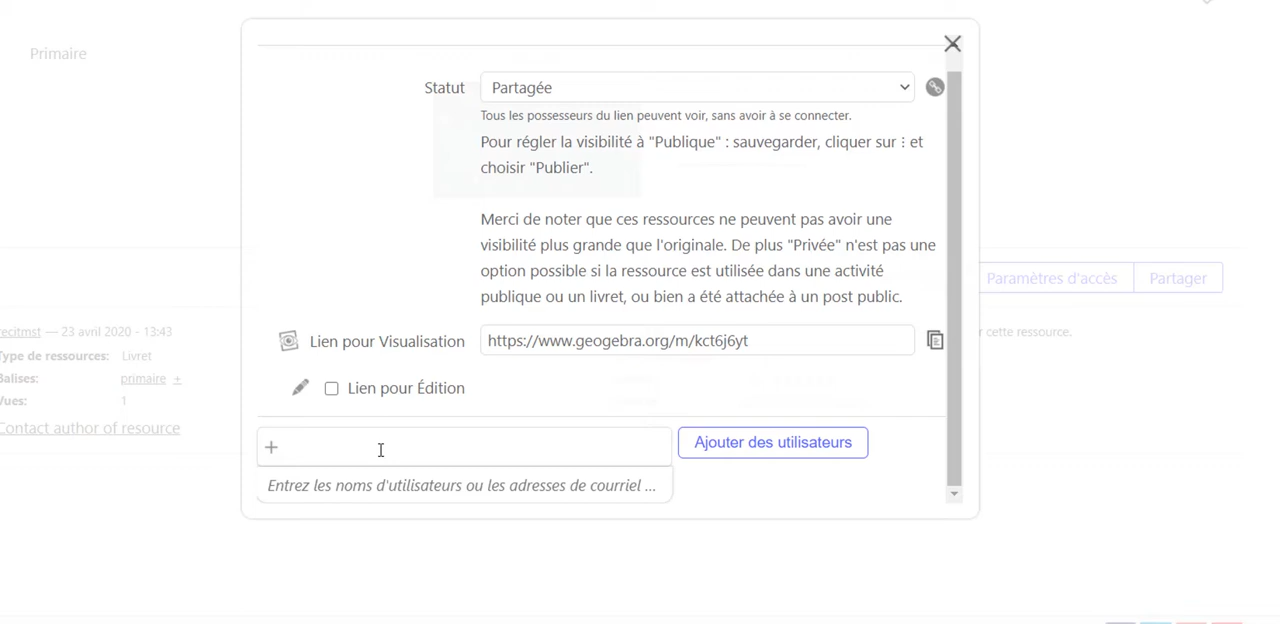 Primaire
Statut
Partagée
Tous les possesseurs du lien peuvent voir, sans avoir à se connecter.
Pour régler la visibilité à "Publique" : sauvegarder, cliquer sur ⋮ et
choisir "Publier".
Merci de noter que ces ressources ne peuvent pas avoir une
visibilité plus grande que l'originale. De plus "Privée" n'est pas une
option possible si la ressource est utilisée dans une activité
publique ou un livret, ou bien a été attachée à un post public.
Paramètres d'accès
Partager
recitmst — 23 avril 2020 - 13:43
cette ressource.
Lien pour Visualisation
https://www.geogebra.org/m/kct6j6yt
Type de ressources: Livret
Balises: primaire +
Lien pour Édition
Vues: 1
Contact author of resource
+
Ajouter des utilisateurs
Entrez les noms d'utilisateurs ou les adresses de courriel ...